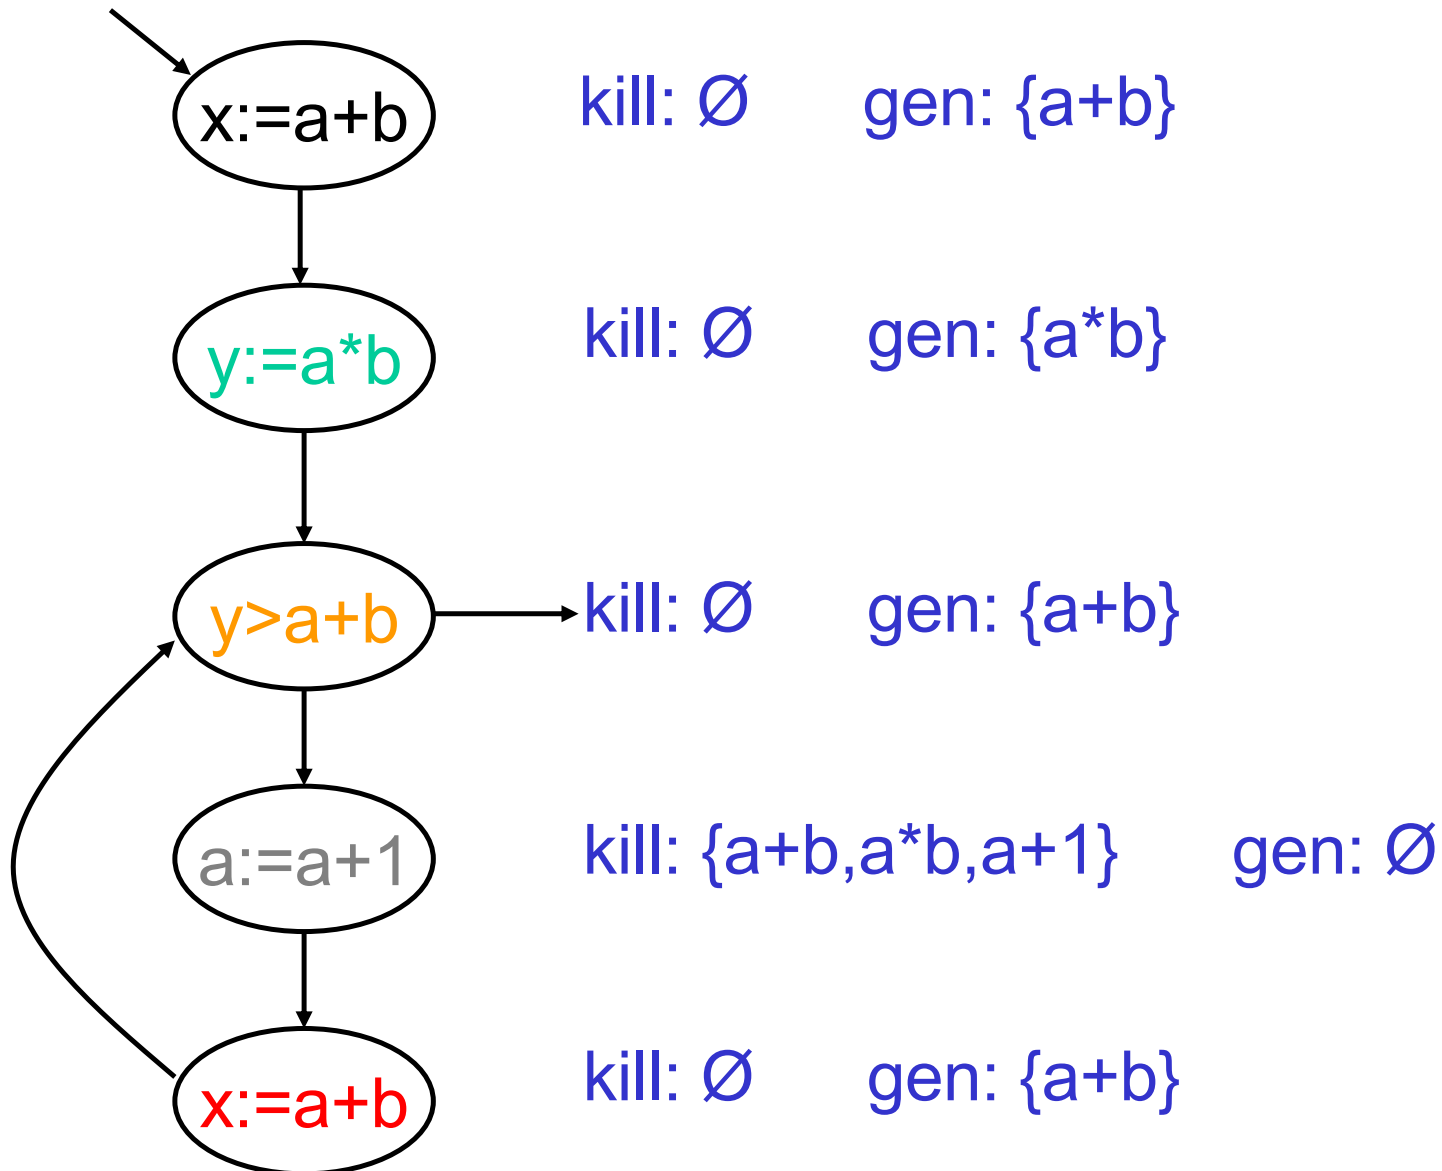 x:=a+b kill: Ø gen: {a+b}
y:=a*b kill: Ø gen: {a*b}
y>a+b kill: Ø gen: {a+b}
a:=a+1 kill: {a+b,a*b,a+1} gen: Ø
x:=a+b kill: Ø gen: {a+b}